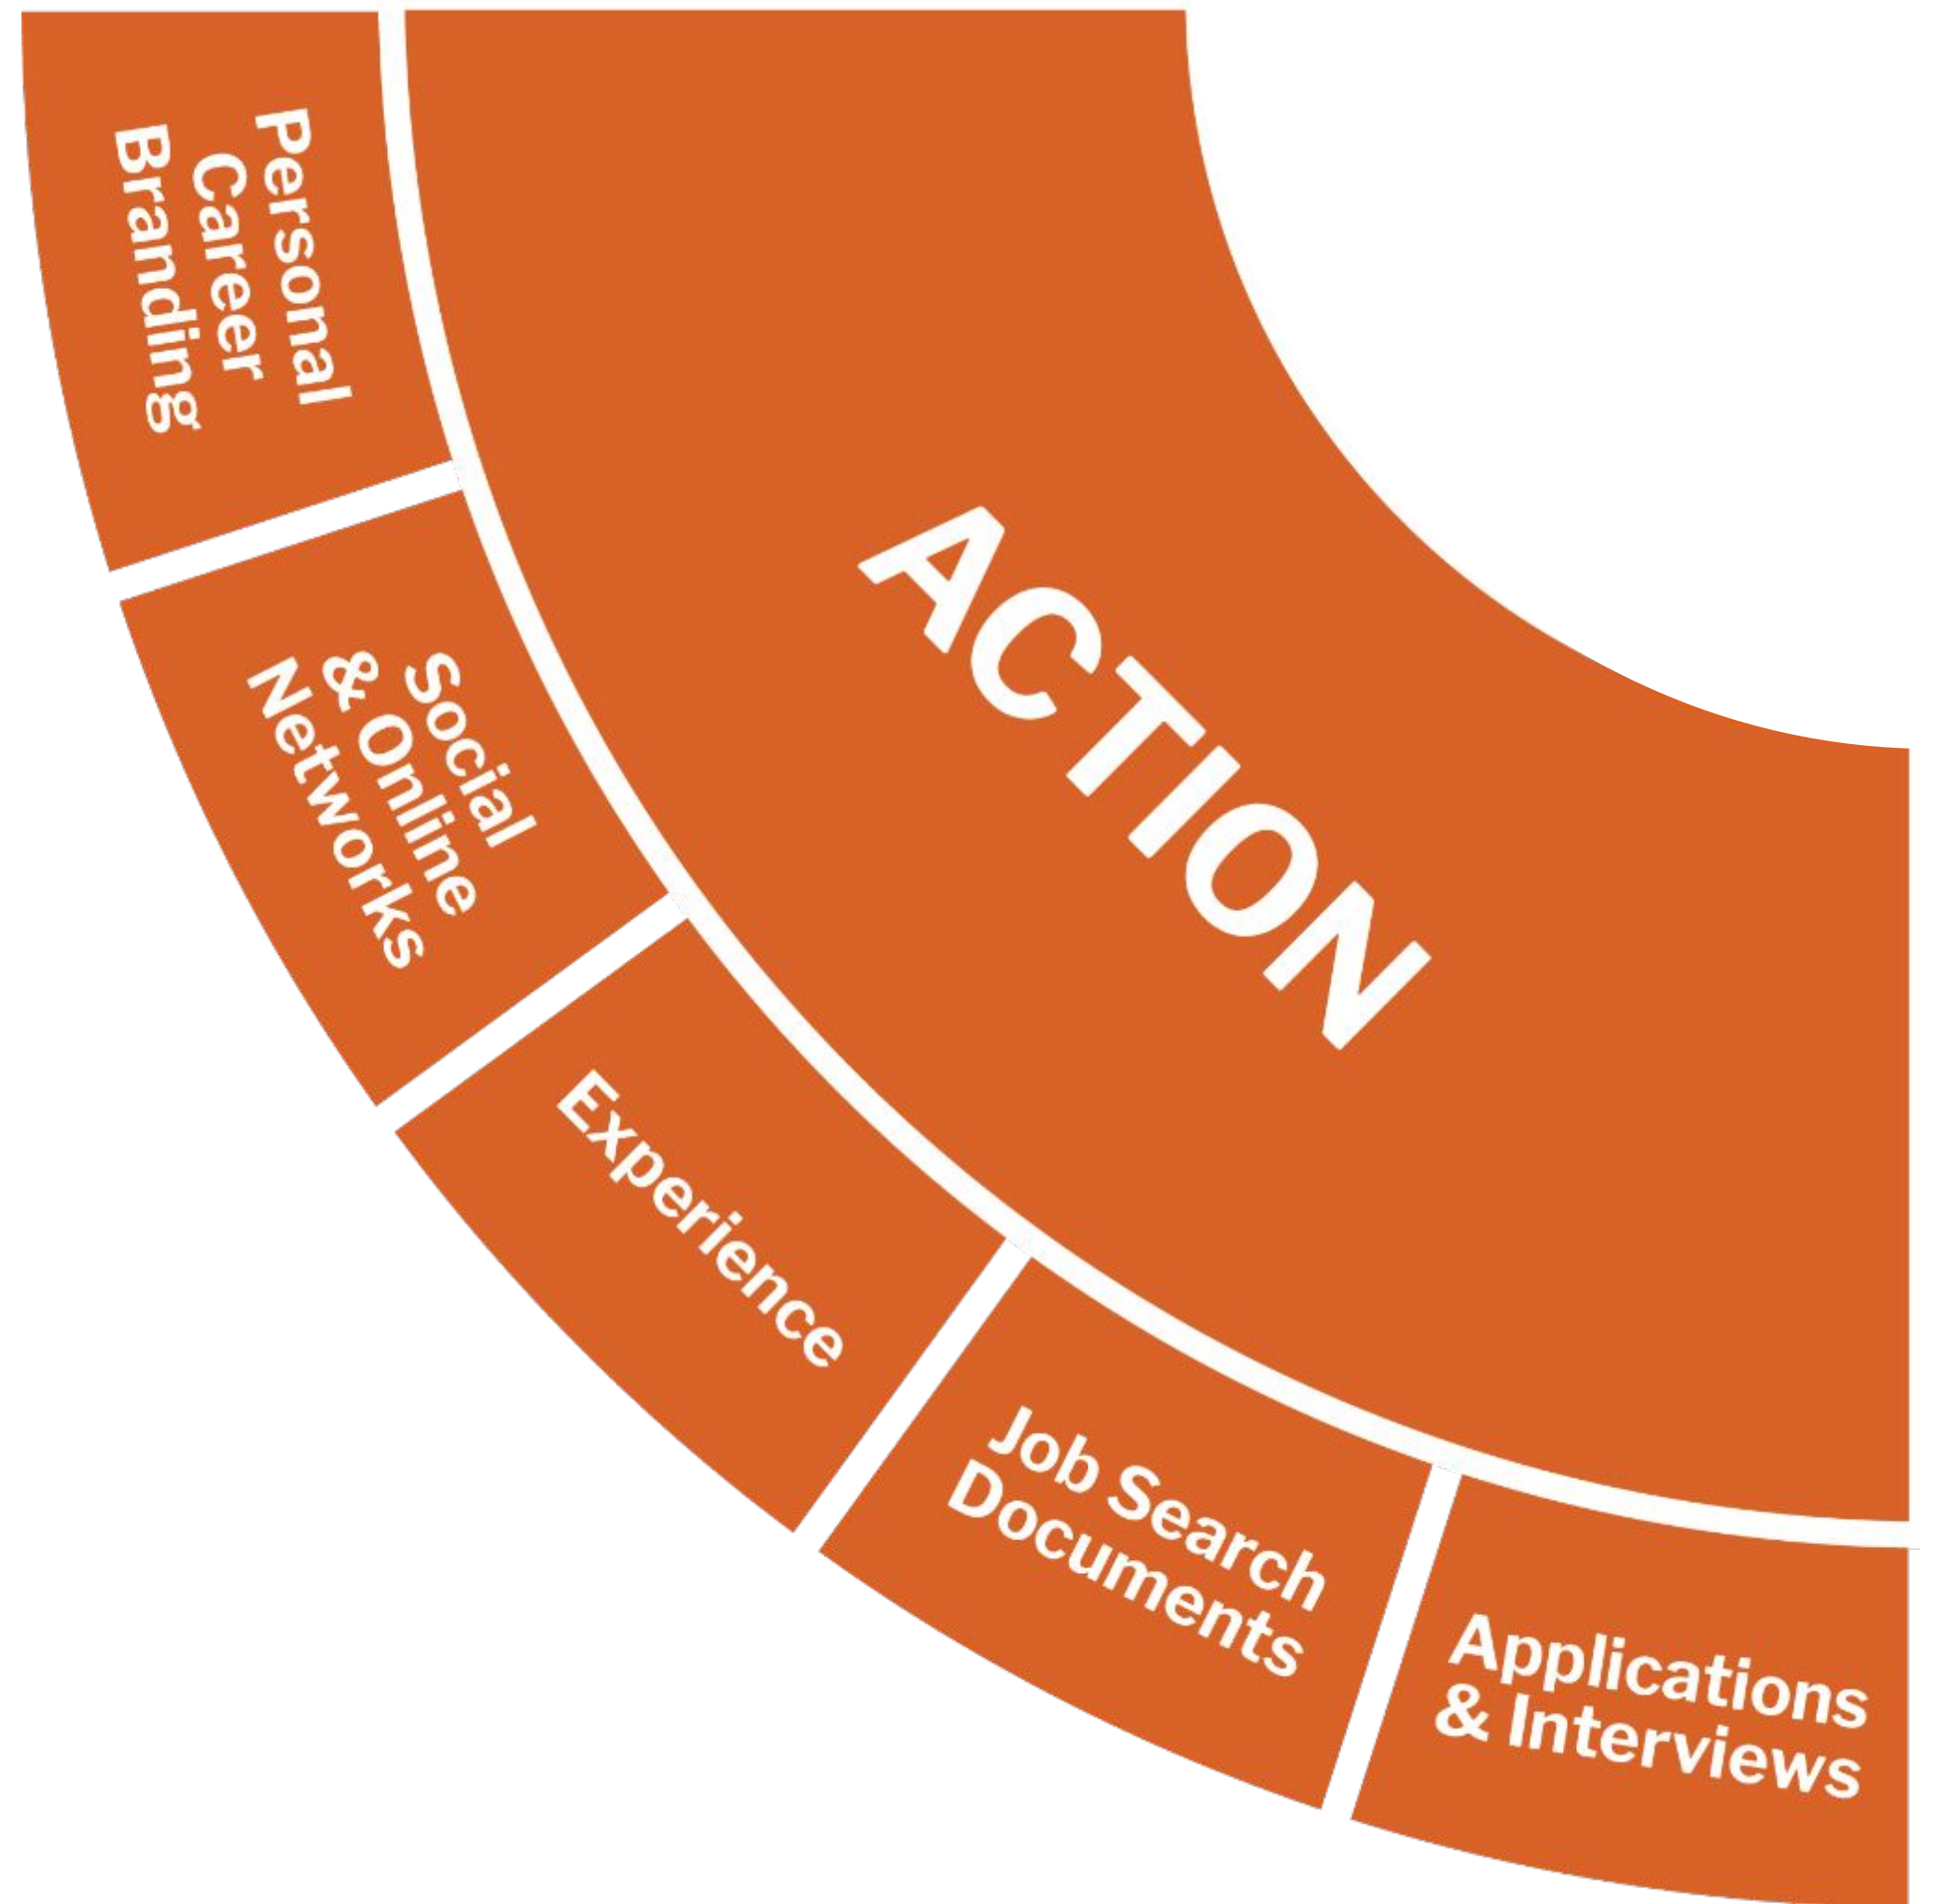 ACTION
Personal
Career
Branding
Social
& Online
Networks
Experience
Job Search
Documents
Applications
& Interviews